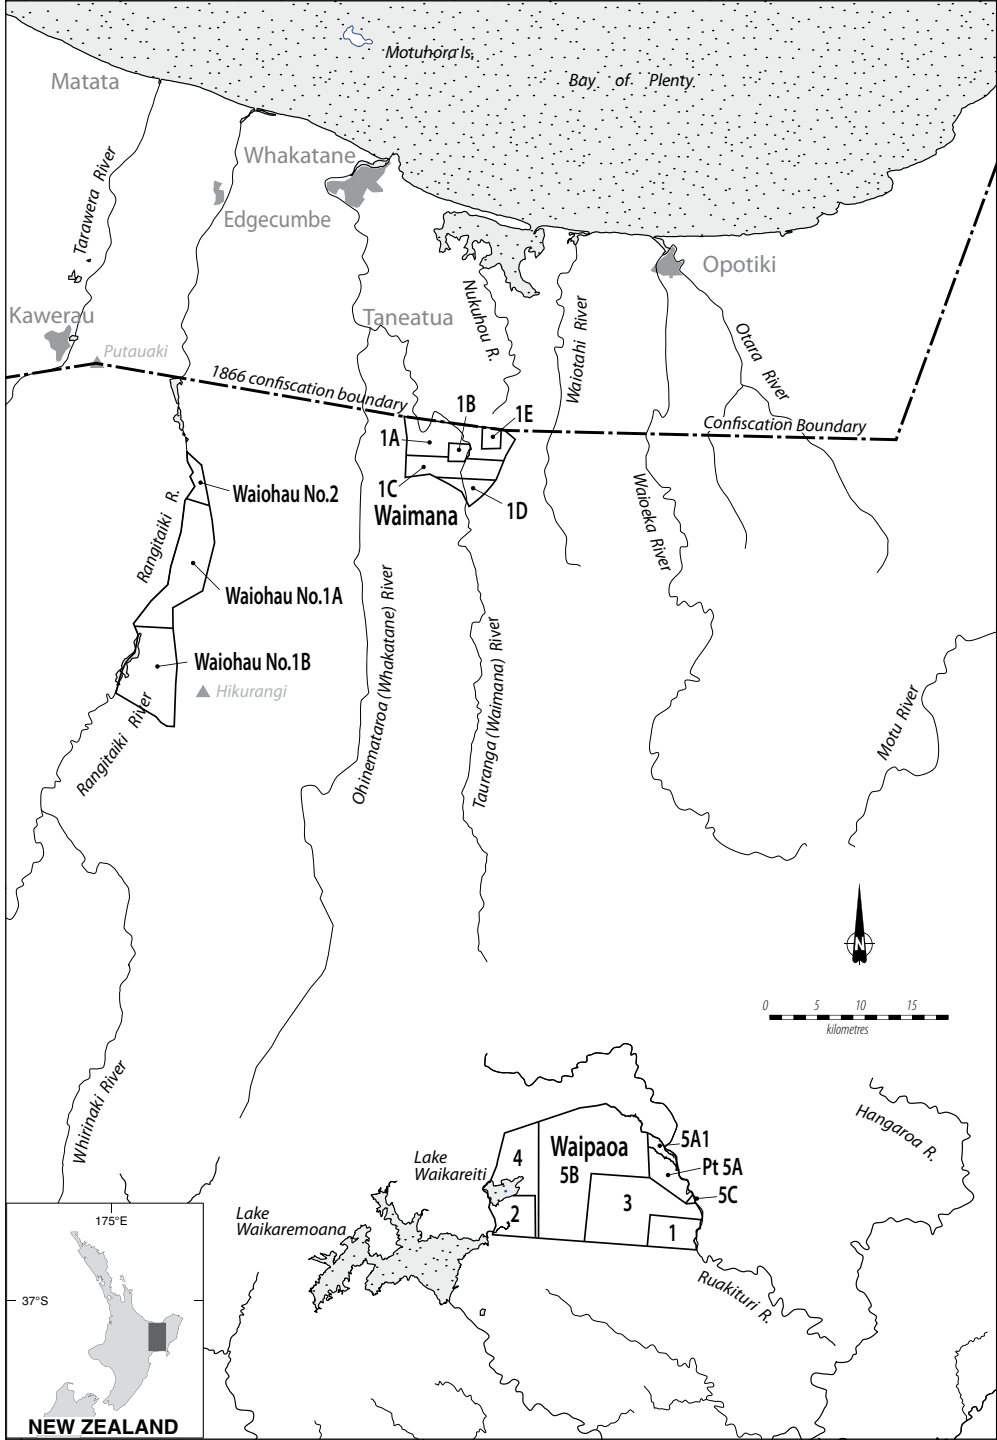 Motuhora Is.
Bay of Plenty
Matata
Whakatane
Edgecumbe
Tarawera River
Kawerau
Putauaki
Taneatua
Nukuhou R.
Waiotahi River
Opotiki
Otara River
1866 confiscation boundary
Confiscation Boundary
1B
1E
1A
1C
1D
Waimana
Waiohau No.2
Rangitaiki R.
Waiohau No.1A
Waiohau No.1B
Hikurangi
Rangitaiki River
Ohinemataroa (Whakatane) River
Tauranga (Waimana) River
Waioeka River
Motu River
N
0 5 10 15
kilometres
Whirinaki River
Hangaroa R.
Lake
Waikareiti
Waipaoa
4
5B
5A1
Pt 5A
5C
2
3
1
Lake
Waikaremoana
Ruakituri R.
175°E
37°S
NEW ZEALAND